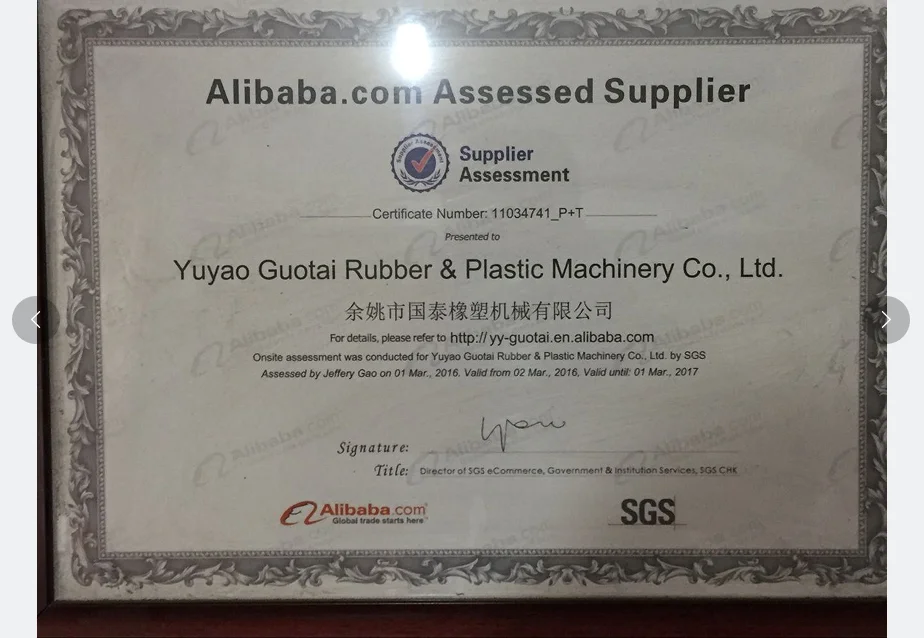 Alibaba.com Assessed Supplier
Supplier Assessment
Supplier
Assessment
Certificate Number: 11034741_P+T
Presented to
Yuyao Guotai Rubber & Plastic Machinery Co., Ltd.
余姚市国泰橡塑机械有限公司
For details, please refer to http://yy-guotai.en.alibaba.com
Onsite assessment was conducted for Yuyao Guotai Rubber & Plastic Machinery Co., Ltd. by SGS
Assessed by Jeffery Gao on 01 Mar., 2016. Valid from 02 Mar., 2016, Valid until: 01 Mar., 2017
Signature:
Title: Director of SGS eCommerce, Government & Institution Services, SGS CHK
Alibaba.com®
Global trade starts here™
SGS